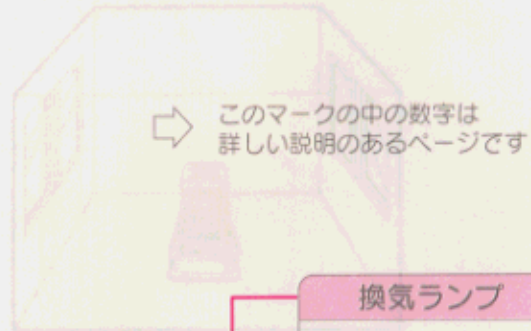 このマークの中の数字は
詳しい説明のあるページです
換気ランプ